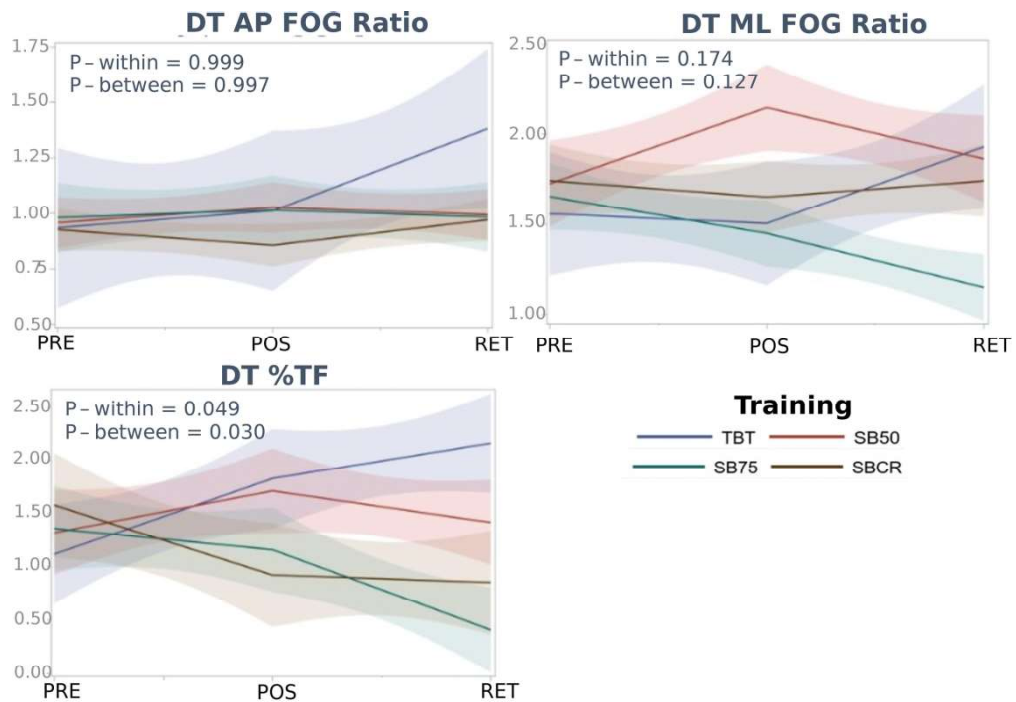 DT AP FOG Ratio
1.75
1.50
1.25
1.00
0.75
0.50
P – within = 0.999
P – between = 0.997
PRE POS RET
DT ML FOG Ratio
2.50
2.00
1.50
1.00
P – within = 0.174
P – between = 0.127
PRE POS RET
DT %TF
2.50
2.00
1.50
1.00
0.50
0.00
P – within = 0.049
P – between = 0.030
PRE POS RET
Training
TBT SB50
SB75 SBCR